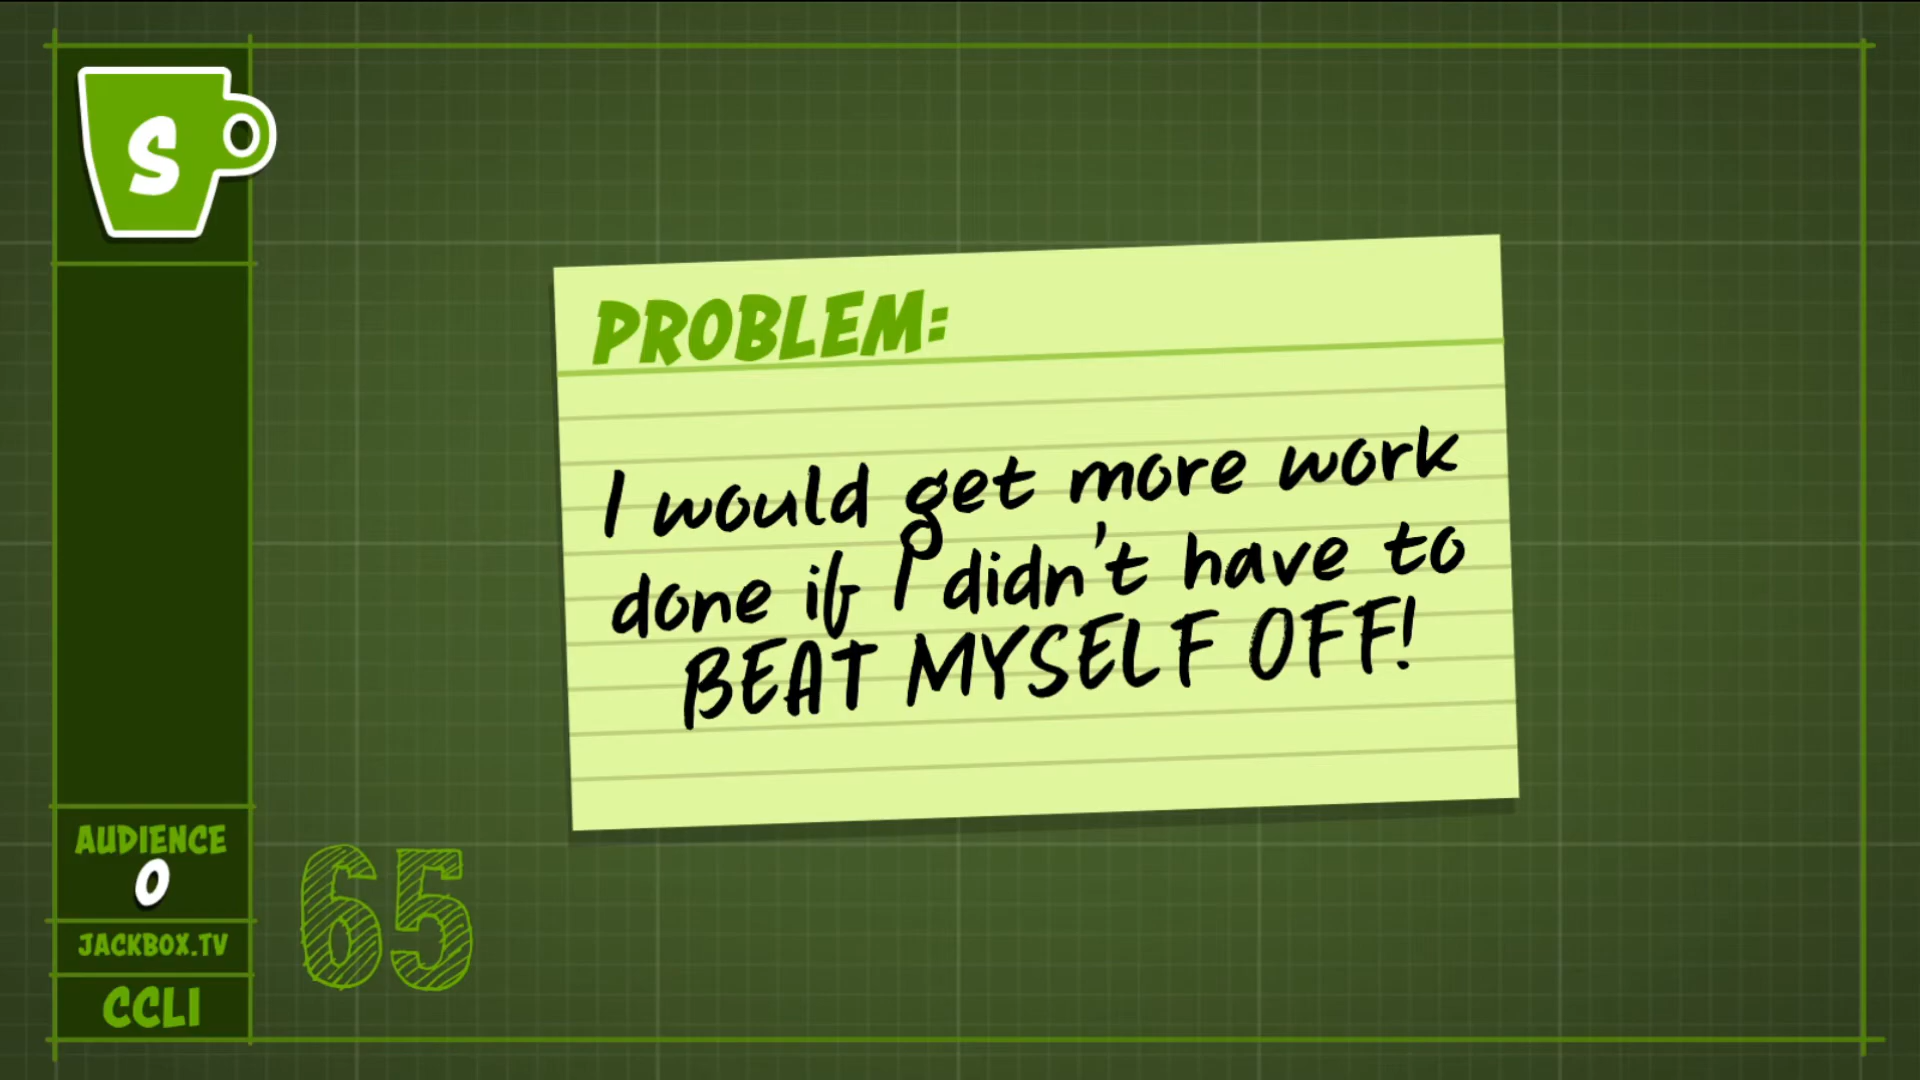 S
PROBLEM:
I would get more work
done if I didn't have to
BEAT MYSELF OFF!
AUDIENCE
0
JACKBOX.TV
CCLI
65